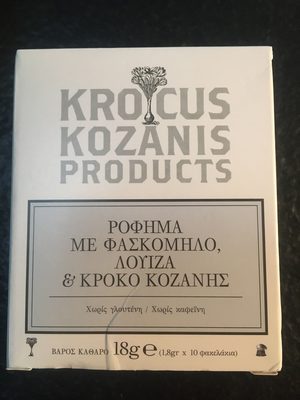 KROCUS
KOZANIS
PRODUCTS
ΡΟΦΗΜΑ
ΜΕ ΦΑΣΚΟΜΗΛΟ,
ΛΟΥΙΖΑ
& ΚΡΟΚΟ ΚΟΖΑΝΗΣ
Χωρίς γλουτένη / Χωρίς καφεΐνη
ΒΑΡΟΣ ΚΑΘΑΡΟ 18g e (1,8gr x 10 φακελάκια)